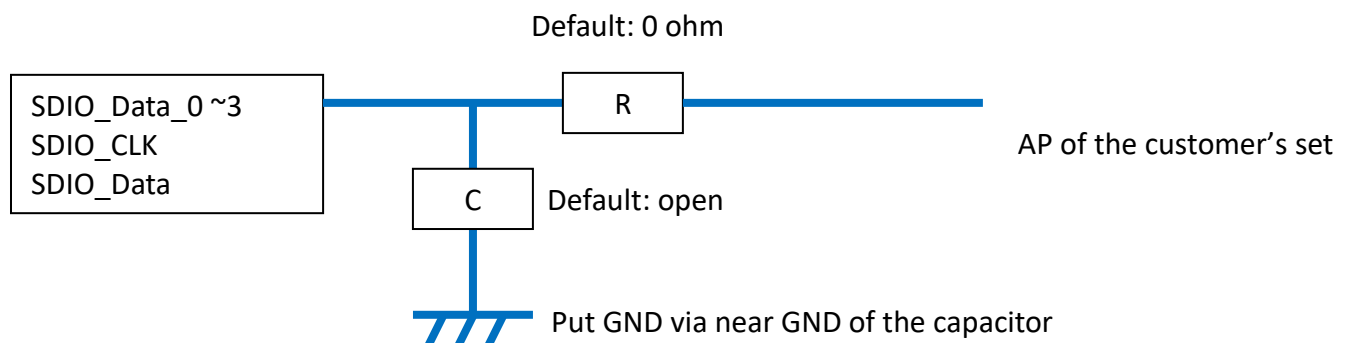 Default: 0 ohm
SDIO_Data_0 ~3
SDIO_CLK
SDIO_Data
R
AP of the customer’s set
C
Default: open
Put GND via near GND of the capacitor